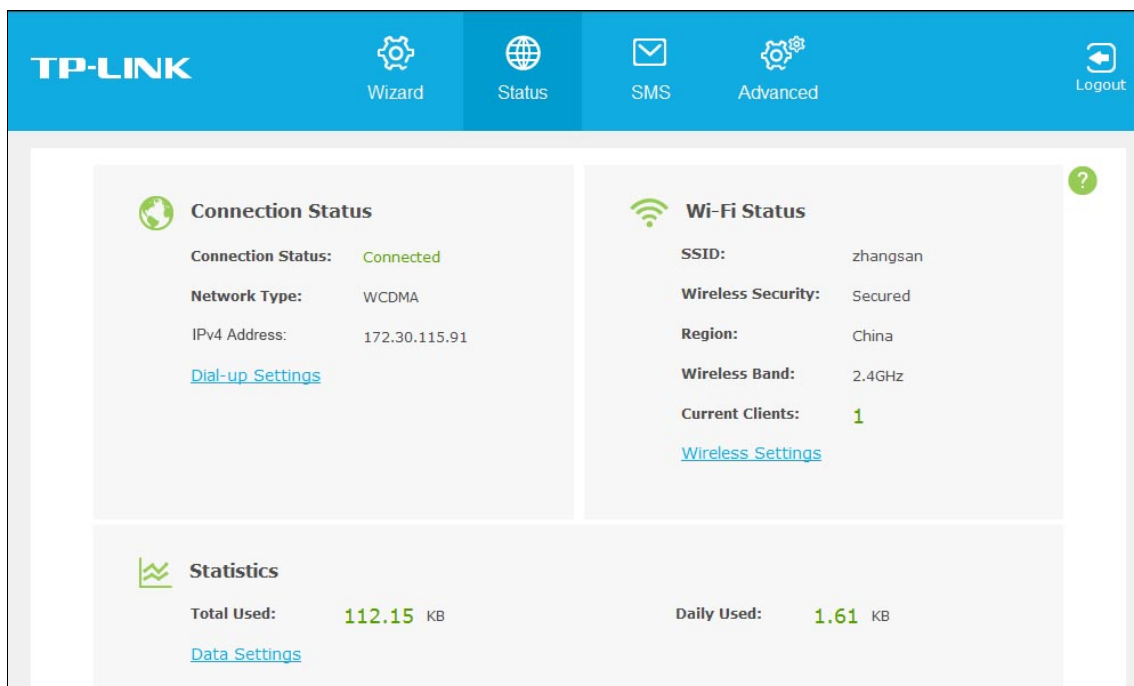 TP-LINK
Wizard
Status
SMS
Advanced
Logout
?
Connection Status
Connection Status: Connected
Network Type: WCDMA
IPv4 Address: 172.30.115.91
Dial-up Settings
Wi-Fi Status
SSID: zhangsan
Wireless Security: Secured
Region: China
Wireless Band: 2.4GHz
Current Clients: 1
Wireless Settings
Statistics
Total Used: 112.15 KB
Daily Used: 1.61 KB
Data Settings